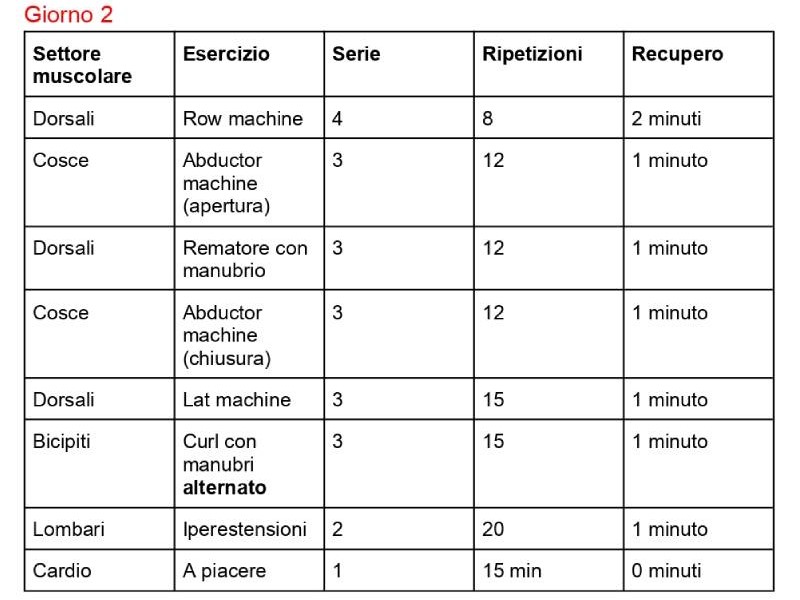 Giorno 2
Settore muscolare Esercizio Serie Ripetizioni Recupero
Dorsali Row machine 4 8 2 minuti
Cosce Abductor machine (apertura) 3 12 1 minuto
Dorsali Rematore con manubrio 3 12 1 minuto
Cosce Abductor machine (chiusura) 3 12 1 minuto
Dorsali Lat machine 3 15 1 minuto
Bicipiti Curl con manubri alternato 3 15 1 minuto
Lombari Iperestensioni 2 20 1 minuto
Cardio A piacere 1 15 min 0 minuti